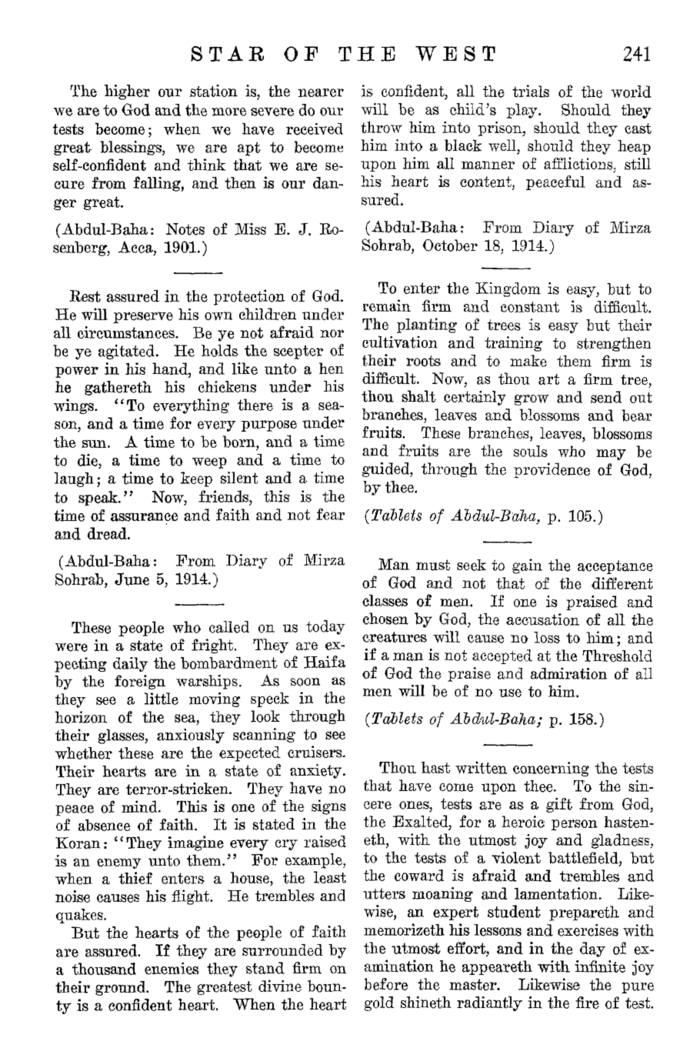 STAR OF THE WEST 241
The higher our station is, the nearer
we are to God and the more severe do our
tests become; when we have received
great blessings, we are apt to become
self-confident and think that we are se-
cure from falling, and then is our dan-
ger great.
(Abdul-Baha: Notes of Miss E. J. Ro-
senberg, Acca, 1901.)
Rest assured in the protection of God.
He will preserve his own children under
all circumstances. Be ye not afraid nor
be ye agitated. He holds the scepter of
power in his hand, and like unto a hen
he gathereth his chickens under his
wings. "To everything there is a sea-
son, and a time for every purpose under
the sun. A time to be born, and a time
to die, a time to weep and a time to
laugh; a time to keep silent and a time
to speak." Now, friends, this is the
time of assurance and faith and not fear
and dread.
(Abdul-Baha: From Diary of Mirza
Sohrab, June 5, 1914.)
These people who called on us today
were in a state of fright. They are ex-
pecting daily the bombardment of Haifa
by the foreign warships. As soon as
they see a little moving speck in the
horizon of the sea, they look through
their glasses, anxiously scanning to see
whether these are the expected cruisers.
Their hearts are in a state of anxiety.
They are terror-stricken. They have no
peace of mind. This is one of the signs
of absence of faith. It is stated in the
Koran: "They imagine every cry raised
is an enemy unto them." For example,
when a thief enters a house, the least
noise causes his flight. He trembles and
quakes.
But the hearts of the people of faith
are assured. If they are surrounded by
a thousand enemies they stand firm on
their ground. The greatest divine boun-
ty is a confident heart. When the heart
is confident, all the trials of the world
will be as child's play. Should they
throw him into prison, should they cast
him into a black well, should they heap
upon him all manner of afflictions, still
his heart is content, peaceful and as-
sured.
(Abdul-Baha: From Diary of Mirza
Sohrab, October 18, 1914.)
To enter the Kingdom is easy, but to
remain firm and constant is difficult.
The planting of trees is easy but their
cultivation and training to strengthen
their roots and to make them firm is
difficult. Now, as thou art a firm tree,
thou shalt certainly grow and send out
branches, leaves and blossoms and bear
fruits. These branches, leaves, blossoms
and fruits are the souls who may be
guided, through the providence of God,
by thee.
(Tablets of Abdul-Baha, p. 105.)
Man must seek to gain the acceptance
of God and not that of the different
classes of men. If one is praised and
chosen by God, the accusation of all the
creatures will cause no loss to him; and
if a man is not accepted at the Threshold
of God the praise and admiration of all
men will be of no use to him.
(Tablets of Abdul-Baha; p. 158.)
Thou hast written concerning the tests
that have come upon thee. To the sin-
cere ones, tests are as a gift from God,
the Exalted, for a heroic person hasten-
eth, with the utmost joy and gladness,
to the tests of a violent battlefield, but
the coward is afraid and trembles and
utters moaning and lamentation. Like-
wise, an expert student prepareth and
memorizeth his lessons and exercises with
the utmost effort, and in the day of ex-
amination he appeareth with infinite joy
before the master. Likewise the pure
gold shineth radiantly in the fire of test.